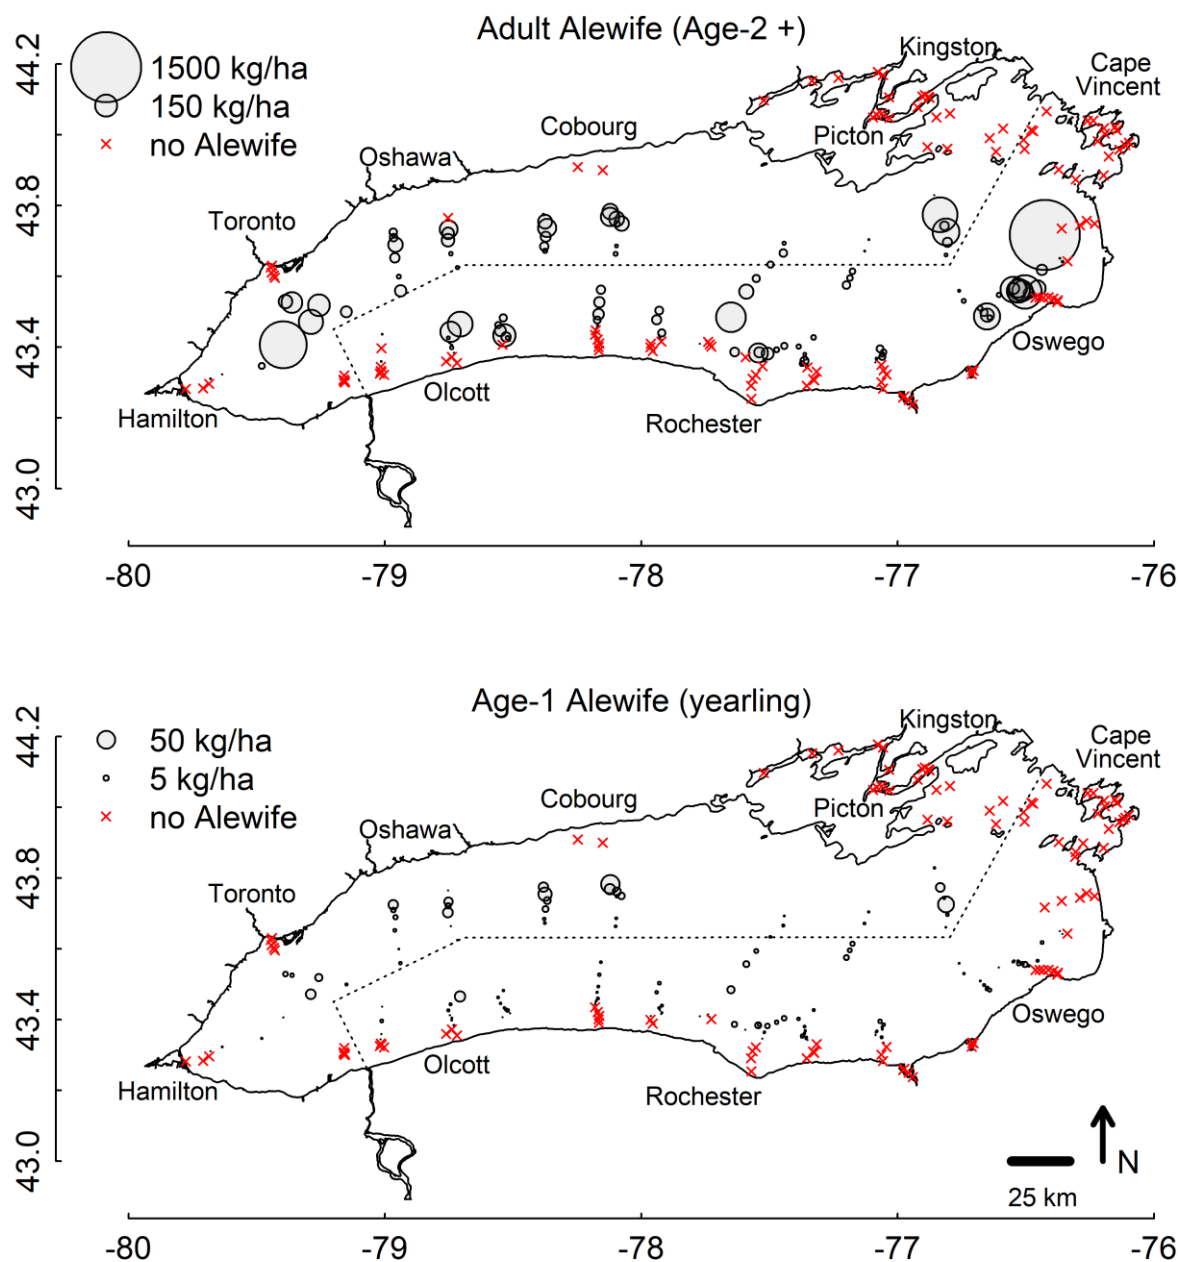 Adult Alewife (Age-2 +)
1500 kg/ha
150 kg/ha
no Alewife
Kingston
Cape
Vincent
Picton
Cobourg
Oshawa
Toronto
Hamilton
Olcott
Rochester
Oswego
44.2
43.8
43.4
43.0
-80 -79 -78 -77 -76
Age-1 Alewife (yearling)
50 kg/ha
5 kg/ha
no Alewife
Kingston
Cape
Vincent
Picton
Cobourg
Oshawa
Toronto
Hamilton
Olcott
Rochester
Oswego
N
25 km
44.2
43.8
43.4
43.0
-80 -79 -78 -77 -76